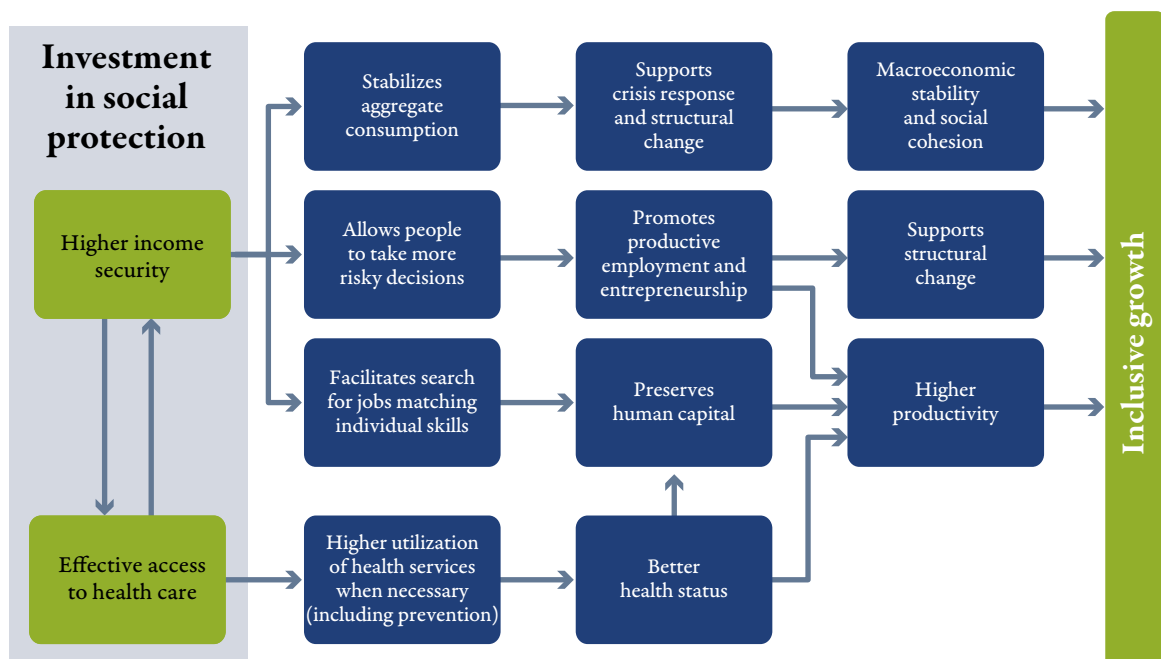 Investment
in social
protection
Higher income
security
Effective access
to health care
Stabilizes
aggregate
consumption
Supports
crisis response
and structural
change
Macroeconomic
stability
and social
cohesion
Allows people
to take more
risky decisions
Promotes
productive
employment and
entrepreneurship
Supports
structural
change
Facilitates search
for jobs matching
individual skills
Preserves
human capital
Higher
productivity
Higher utilization
of health services
when necessary
(including prevention)
Better
health status
Inclusive growth